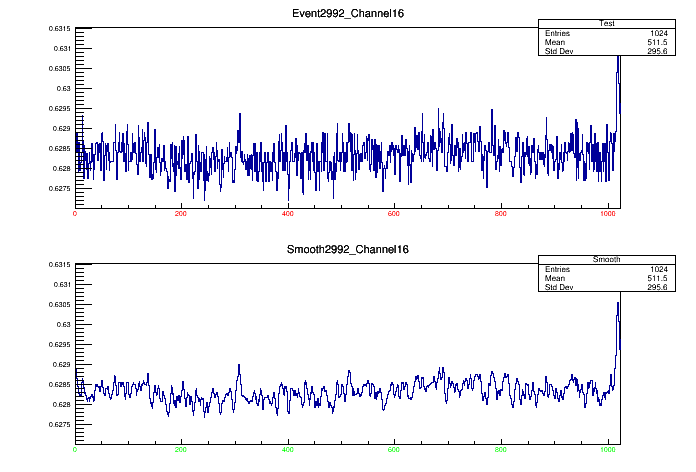 Event2992_Channel16
Test
Entries 1024
Mean 511.5
Std Dev 295.6
0.6315
0.631
0.6305
0.63
0.6295
0.629
0.6285
0.628
0.6275
0 200 400 600 800 1000
Smooth2992_Channel16
Smooth
Entries 1024
Mean 511.5
Std Dev 295.6
0.6315
0.631
0.6305
0.63
0.6295
0.629
0.6285
0.628
0.6275
0 200 400 600 800 1000